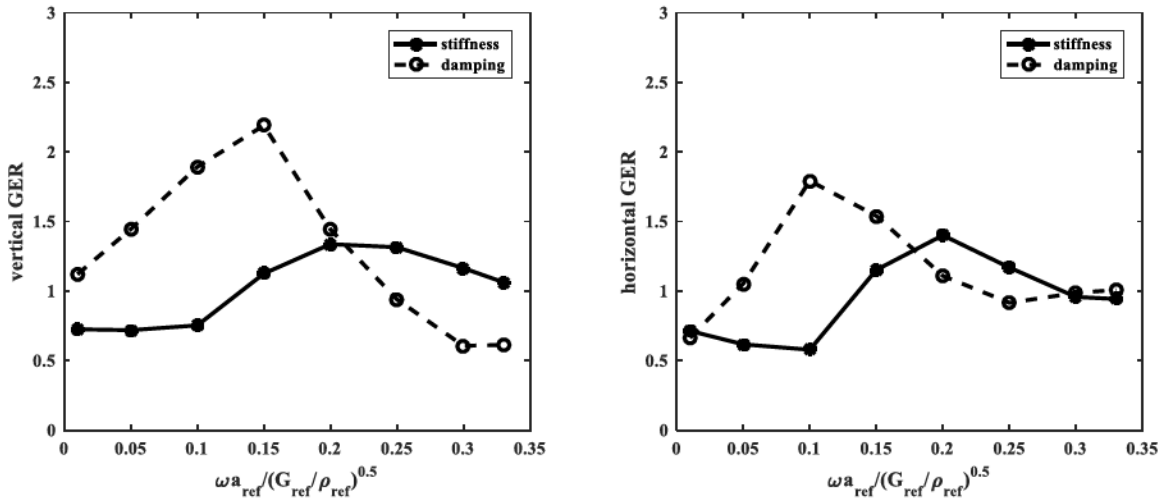 3
2.5
2
1.5
1
0.5
0
vertical GER
stiffness
damping
0 0.05 0.1 0.15 0.2 0.25 0.3 0.35
ωa_ref/(G_ref/ρ_ref)^0.5
3
2.5
2
1.5
1
0.5
0
horizontal GER
stiffness
damping
0 0.05 0.1 0.15 0.2 0.25 0.3 0.35
ωa_ref/(G_ref/ρ_ref)^0.5